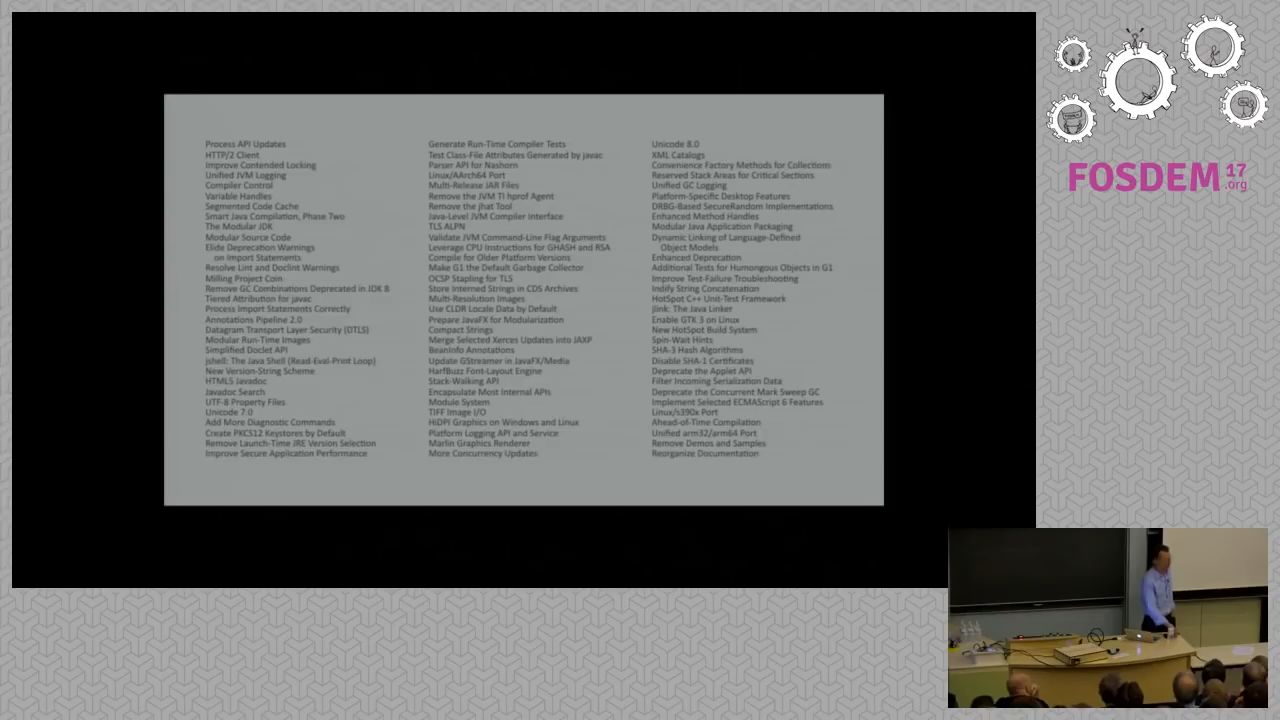 Process API Updates
HTTP/2 Client
Improve Contended Locking
Unified JVM Logging
Compiler Control
Variable Handles
Segmented Code Cache
Smart Java Compilation, Phase Two
The Modular JDK
Modular Source Code
Elide Deprecation Warnings
on Import Statements
Resolve Lint and Doclint Warnings
Milling Project Coin
Remove GC Combinations Deprecated in JDK 8
Tiered Attribution for javac
Process Import Statements Correctly
Annotations Pipeline 2.0
Datagram Transport Layer Security (DTLS)
Modular Run-Time Images
Simplified Doclet API
jshell: The Java Shell (Read-Eval-Print Loop)
New Version-String Scheme
HTML5 Javadoc
Javadoc Search
UTF-8 Property Files
Unicode 7.0
Add More Diagnostic Commands
Create PKCS12 Keystores by Default
Remove Launch-Time JRE Version Selection
Improve Secure Application Performance
Generate Run-Time Compiler Tests
Test Class-File Attributes Generated by javac
Parser API for Nashorn
Linux/AArch64 Port
Multi-Release JAR Files
Remove the JVM TI hprof Agent
Remove the jhat Tool
Java-Level JVM Compiler Interface
TLS ALPN
Validate JVM Command-Line Flag Arguments
Leverage CPU Instructions for GHASH and RSA
Compile for Older Platform Versions
Make G1 the Default Garbage Collector
OCSP Stapling for TLS
Store Interned Strings in CDS Archives
Multi-Resolution Images
Use CLDR Locale Data by Default
Prepare JavaFX for Modularization
Compact Strings
Merge Selected Xerces Updates into JAXP
BeanInfo Annotations
Update GStreamer in JavaFX/Media
HarfBuzz Font-Layout Engine
Stack-Walking API
Encapsulate Most Internal APIs
Module System
TIFF Image I/O
HiDPI Graphics on Windows and Linux
Platform Logging API and Service
Marlin Graphics Renderer
More Concurrency Updates
Unicode 8.0
XML Catalogs
Convenience Factory Methods for Collections
Reserved Stack Areas for Critical Sections
Unified GC Logging
Platform-Specific Desktop Features
DRBG-Based SecureRandom Implementations
Enhanced Method Handles
Modular Java Application Packaging
Dynamic Linking of Language-Defined
Object Models
Enhanced Deprecation
Additional Tests for Humongous Objects in G1
Improve Test-Failure Troubleshooting
Indify String Concatenation
HotSpot C++ Unit-Test Framework
jlink: The Java Linker
Enable GTK 3 on Linux
New HotSpot Build System
Spin-Wait Hints
SHA-3 Hash Algorithms
Disable SHA-1 Certificates
Deprecate the Applet API
Filter Incoming Serialization Data
Deprecate the Concurrent Mark Sweep GC
Implement Selected ECMAScript 6 Features
Linux/s390x Port
Ahead-of-Time Compilation
Unified arm32/arm64 Port
Remove Demos and Samples
Reorganize Documentation
FOSDEM 17
.org